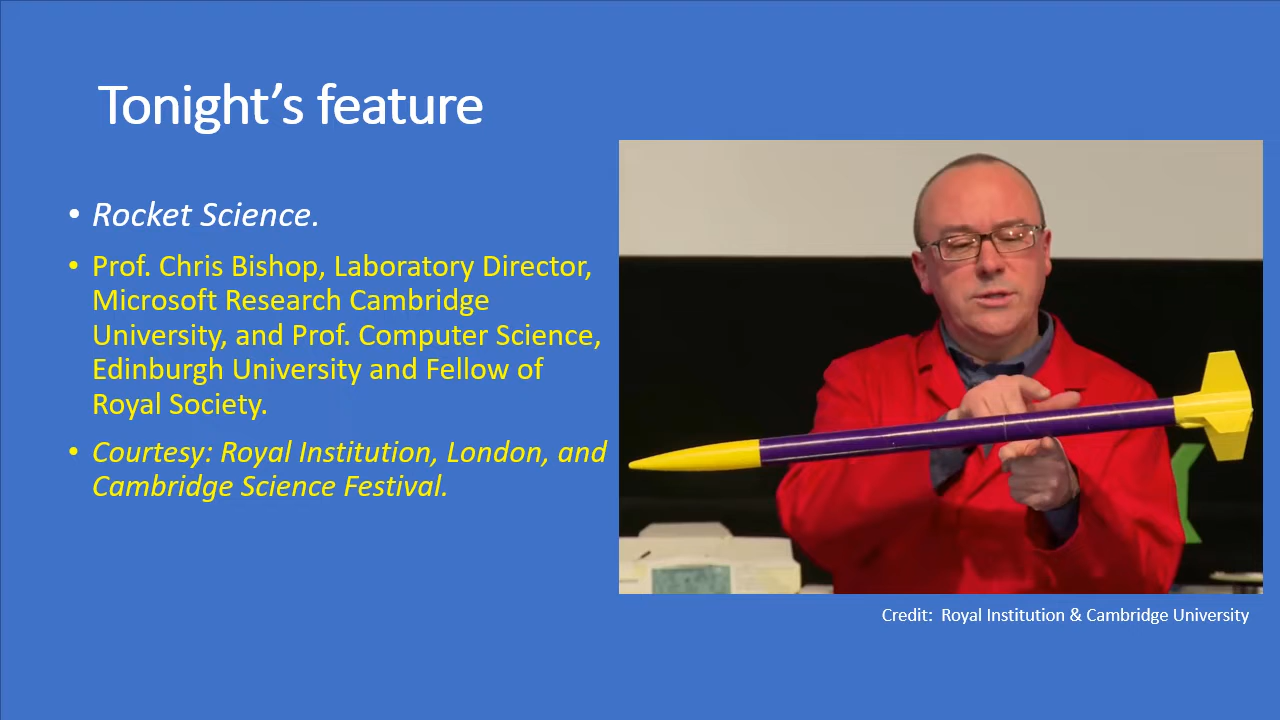 Tonight’s feature
• Rocket Science.
• Prof. Chris Bishop, Laboratory Director,
Microsoft Research Cambridge
University, and Prof. Computer Science,
Edinburgh University and Fellow of
Royal Society.
• Courtesy: Royal Institution, London, and
Cambridge Science Festival.
Credit:  Royal Institution & Cambridge University